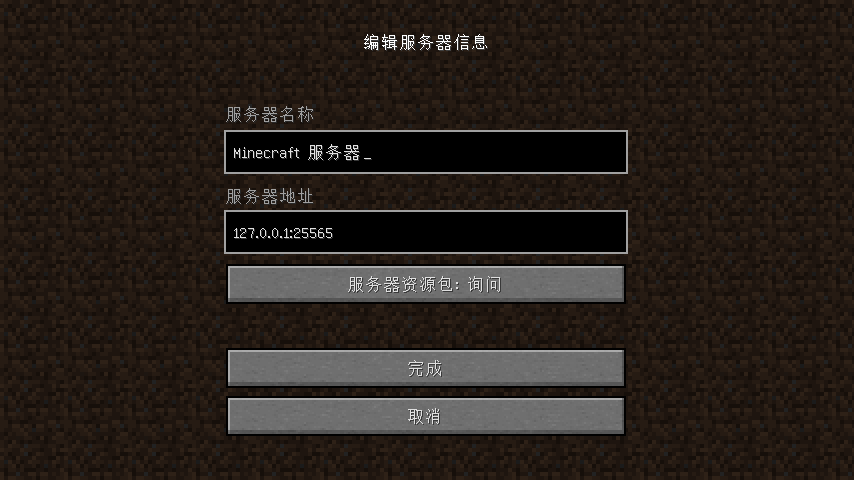 编辑服务器信息
服务器名称
Minecraft 服务器_
服务器地址
127.0.0.1:25565
服务器资源包: 询问
完成
取消